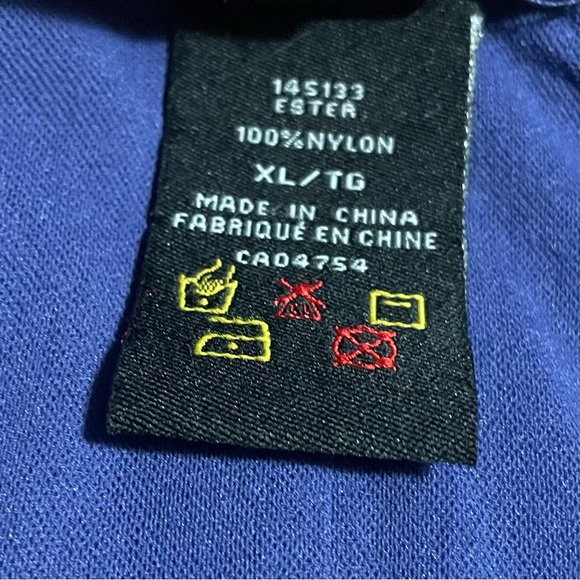 145133
ESTER
100%NYLON
XL/TG
MADE IN CHINA
FABRIQUÉ EN CHINE
CA04754